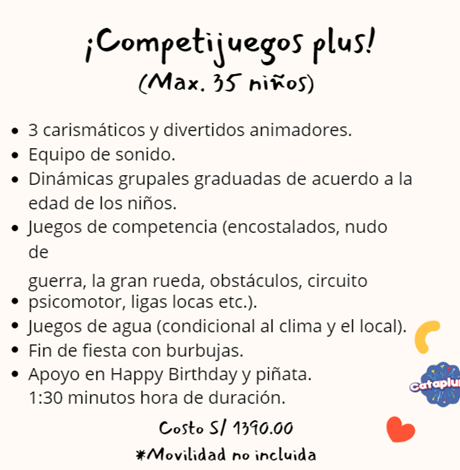 ¡Competijuegos plus!
(Max. 35 niños)
• 3 carismáticos y divertidos animadores.
• Equipo de sonido.
• Dinámicas grupales graduadas de acuerdo a la
edad de los niños.
• Juegos de competencia (encostalados, nudo
de
guerra, la gran rueda, obstáculos, circuito
• psicomotor, ligas locas etc.).
• Juegos de agua (condicional al clima y el local).
• Fin de fiesta con burbujas.
• Apoyo en Happy Birthday y piñata.
1:30 minutos hora de duración.
Costo S/ 1390.00
*Movilidad no incluida